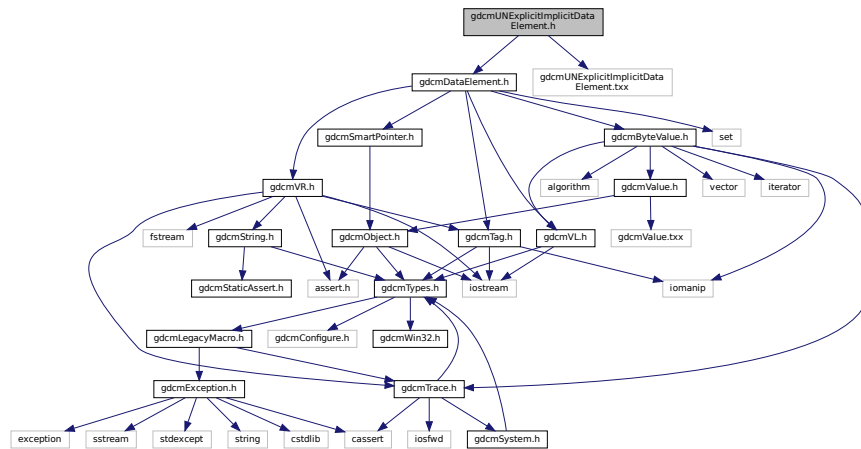 gdcmUNExplicitImplicitData
Element.h
gdcmDataElement.h
gdcmUNExplicitImplicitData
Element.txx
gdcmSmartPointer.h
gdcmByteValue.h
set
gdcmVR.h
algorithm
gdcmValue.h
vector
iterator
fstream
gdcmString.h
gdcmObject.h
gdcmTag.h
gdcmVL.h
gdcmValue.txx
gdcmStaticAssert.h
assert.h
gdcmTypes.h
iostream
iomanip
gdcmLegacyMacro.h
gdcmConfigure.h
gdcmWin32.h
gdcmException.h
gdcmTrace.h
exception
sstream
stdexcept
string
cstdlib
cassert
iosfwd
gdcmSystem.h